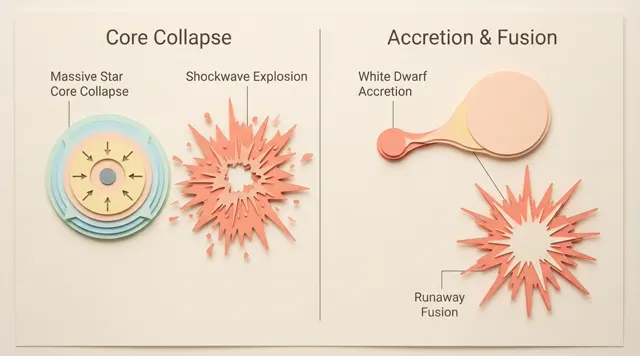 Core Collapse
Massive Star
Core Collapse
Shockwave Explosion
Accretion & Fusion
White Dwarf
Accretion
Runaway
Fusion